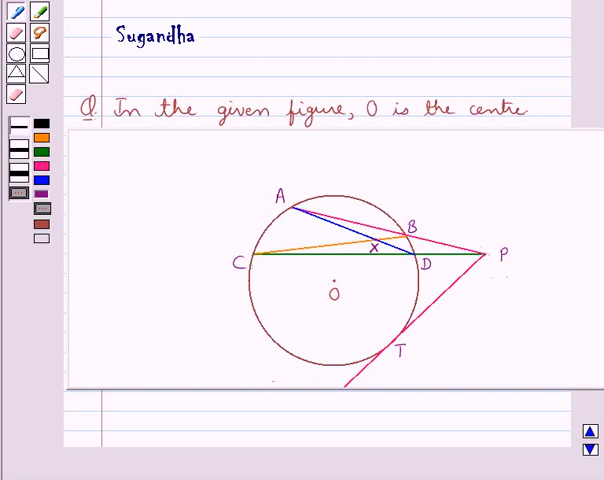 Sugandha
Q. In the given figure, O is the centre
A
B
X
P
C
D
O
T